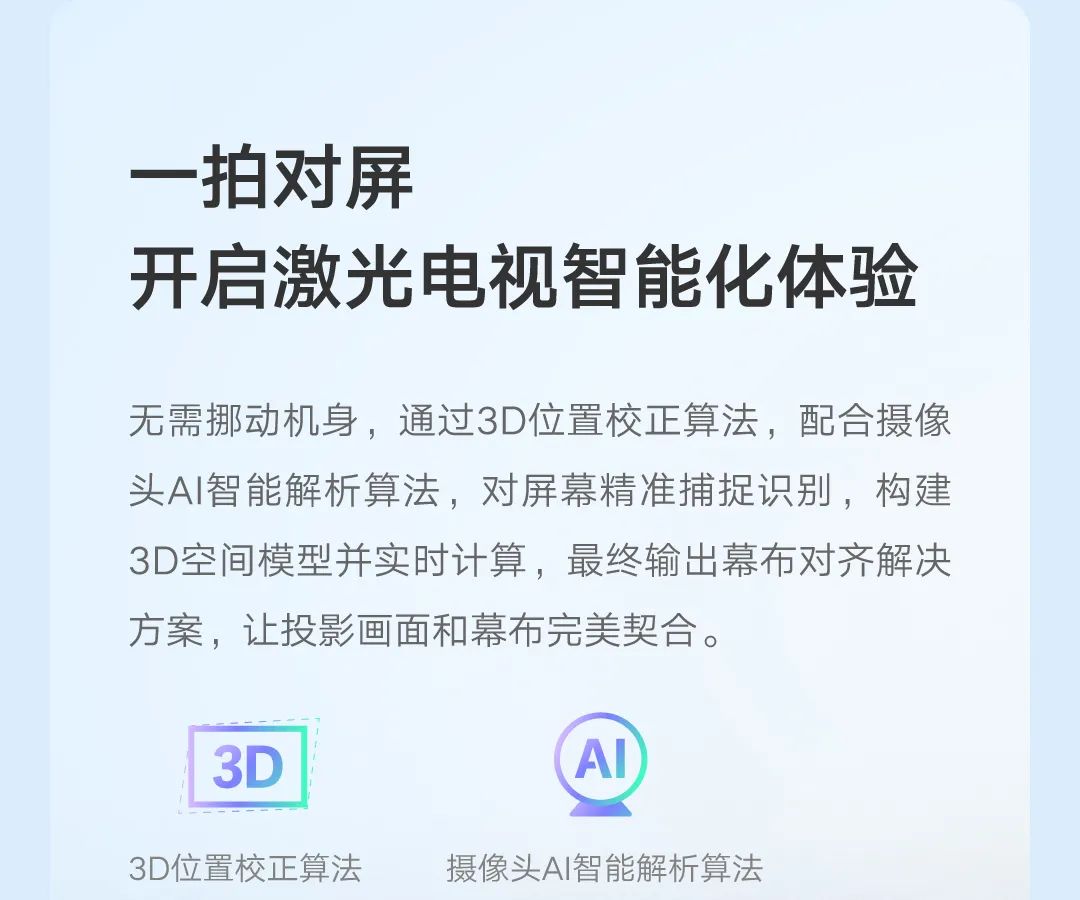 一拍对屏
开启激光电视智能化体验
无需挪动机身，通过3D位置校正算法，配合摄像
头AI智能解析算法，对屏幕精准捕捉识别，构建
3D空间模型并实时计算，最终输出幕布对齐解决
方案，让投影画面和幕布完美契合。
3D
AI
3D位置校正算法
摄像头AI智能解析算法